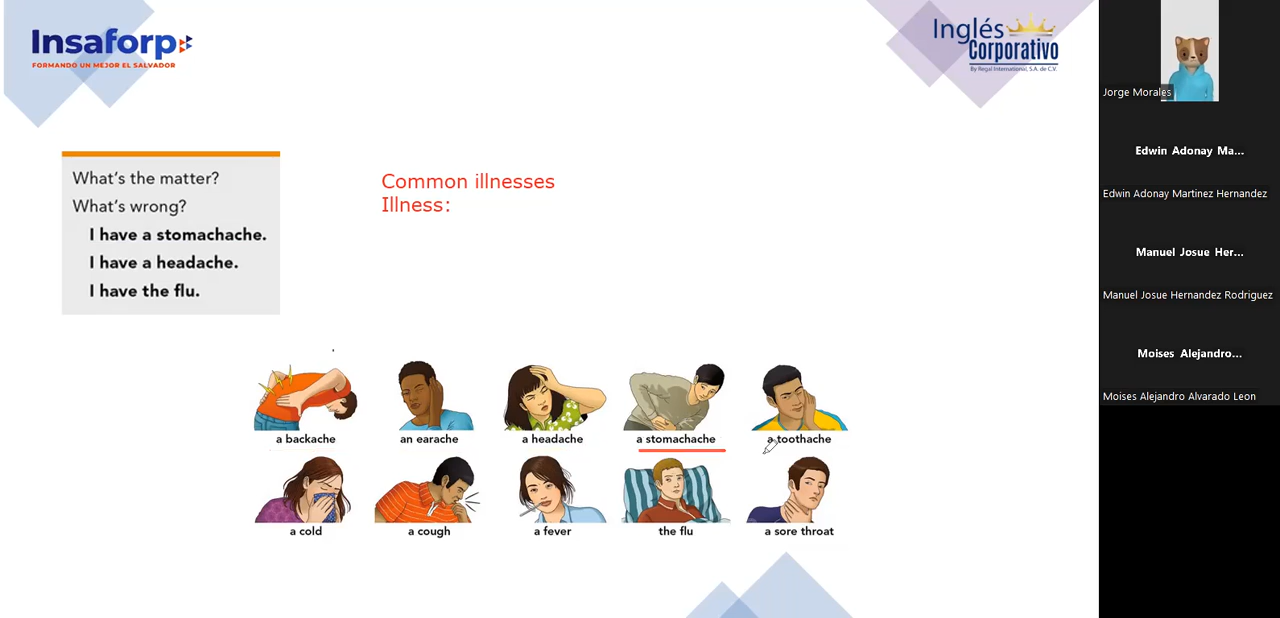 Insaforp
FORMANDO UN MEJOR EL SALVADOR
Inglés
Corporativo
By Regal International, S.A. de C.V.
What's the matter?
What's wrong?
I have a stomachache.
I have a headache.
I have the flu.
Common illnesses
Illness:
a backache
an earache
a headache
a stomachache
a toothache
a cold
a cough
a fever
the flu
a sore throat
Jorge Morales
Edwin Adonay Ma...
Edwin Adonay Martinez Hernandez
Manuel Josue Her...
Manuel Josue Hernandez Rodriguez
Moises Alejandro...
Moises Alejandro Alvarado Leon